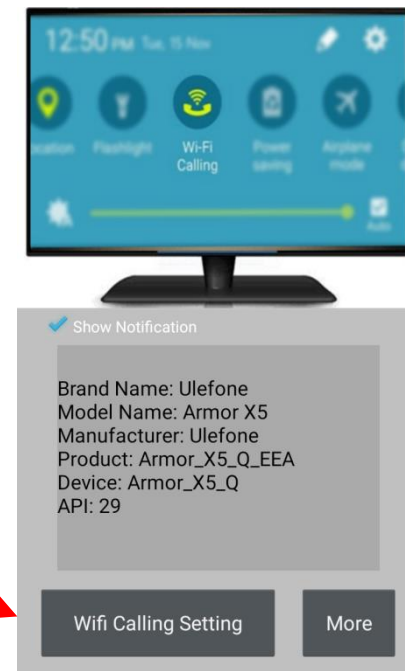 12:50 PM Tue, 15 Nov
Location Flashlight Wi-Fi Calling Power saving Airplane mode
Auto
Show Notification
Brand Name: Ulefone
Model Name: Armor X5
Manufacturer: Ulefone
Product: Armor_X5_Q_EEA
Device: Armor_X5_Q
API: 29
Wifi Calling Setting More